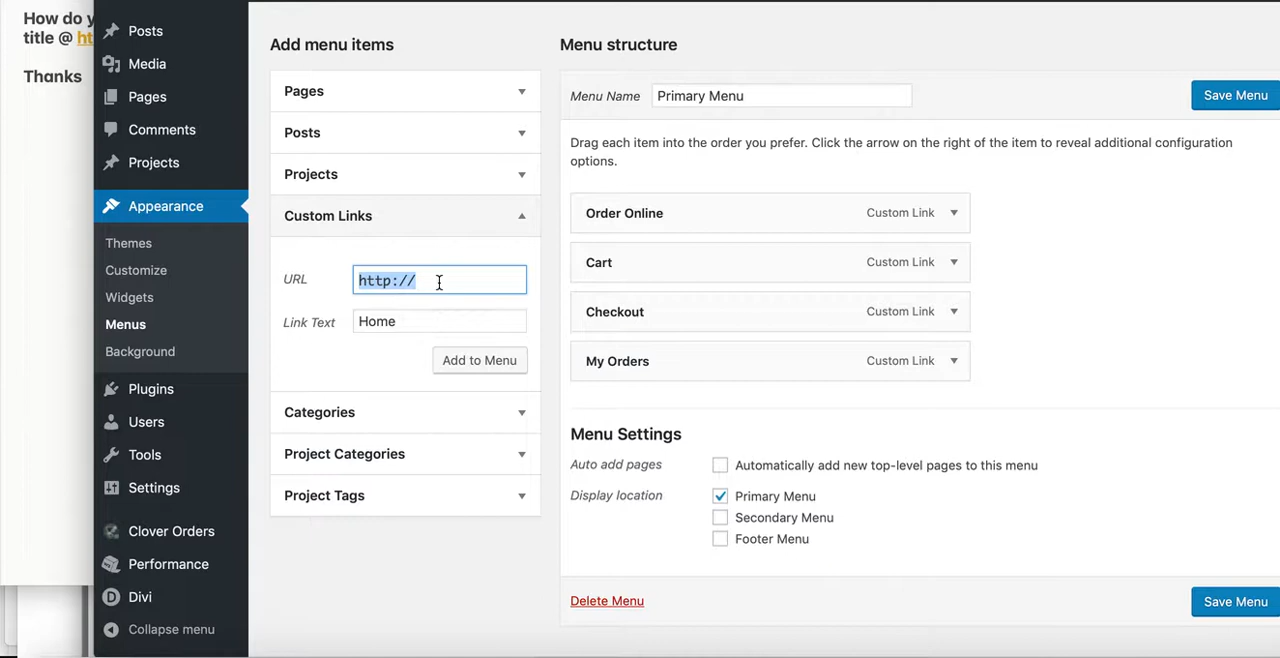 How do y
title @ ht
Thanks
Posts
Media
Pages
Comments
Projects
Appearance
Themes
Customize
Widgets
Menus
Background
Plugins
Users
Tools
Settings
Clover Orders
Performance
Divi
Collapse menu
Add menu items
Pages
Posts
Projects
Custom Links
URL http://
Link Text Home
Add to Menu
Categories
Project Categories
Project Tags
Menu structure
Menu Name Primary Menu Save Menu
Drag each item into the order you prefer. Click the arrow on the right of the item to reveal additional configuration
options.
Order Online Custom Link
Cart Custom Link
Checkout Custom Link
My Orders Custom Link
Menu Settings
Auto add pages Automatically add new top-level pages to this menu
Display location Primary Menu
Secondary Menu
Footer Menu
Delete Menu Save Menu